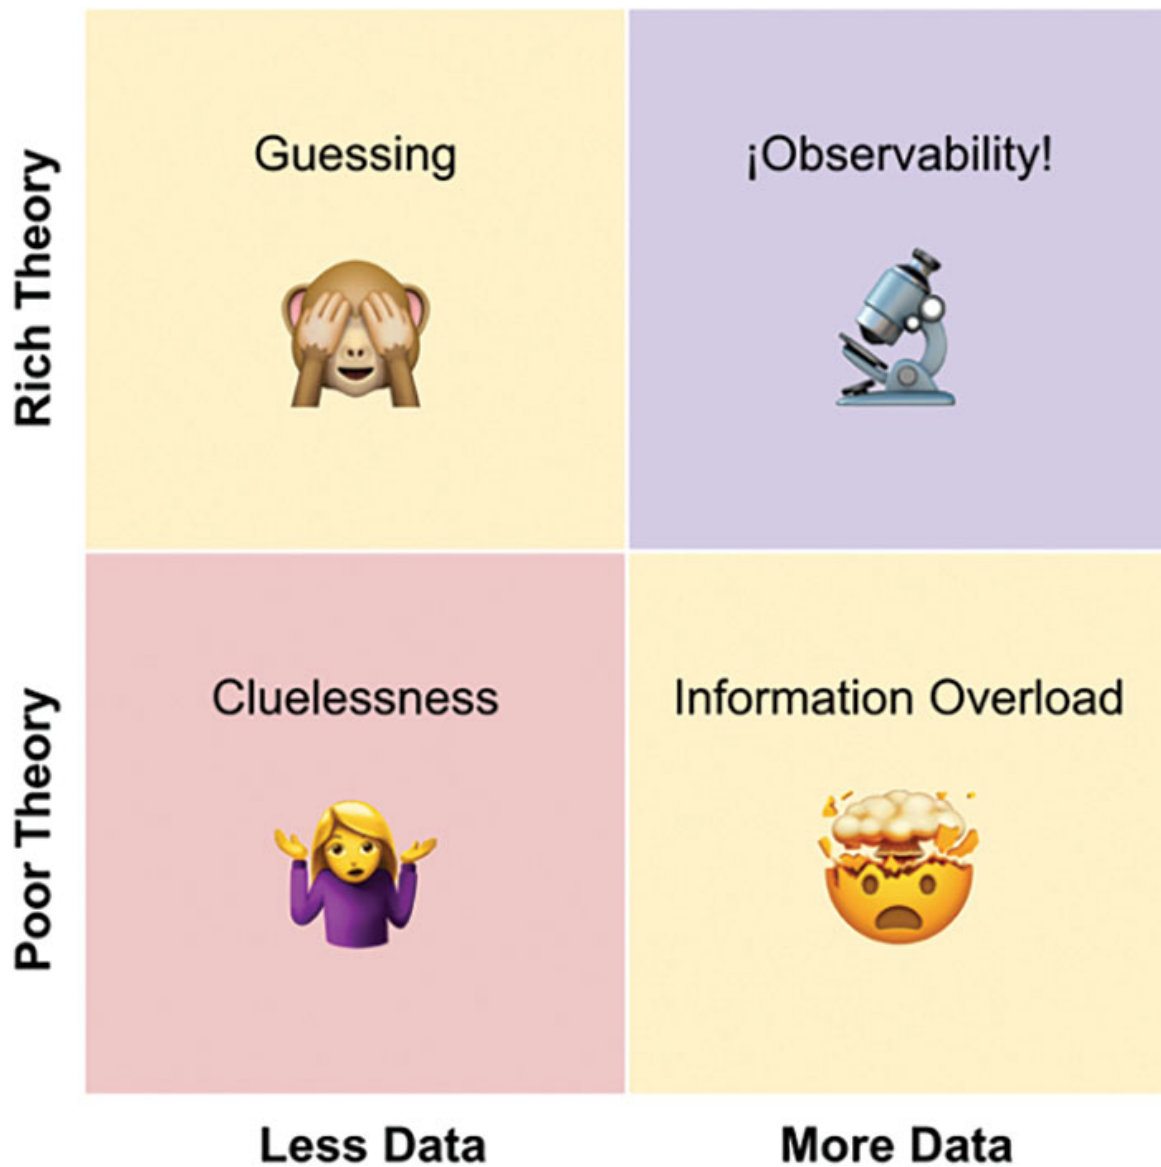 Rich Theory
Guessing
¡Observability!
Poor Theory
Cluelessness
Information Overload
Less Data
More Data